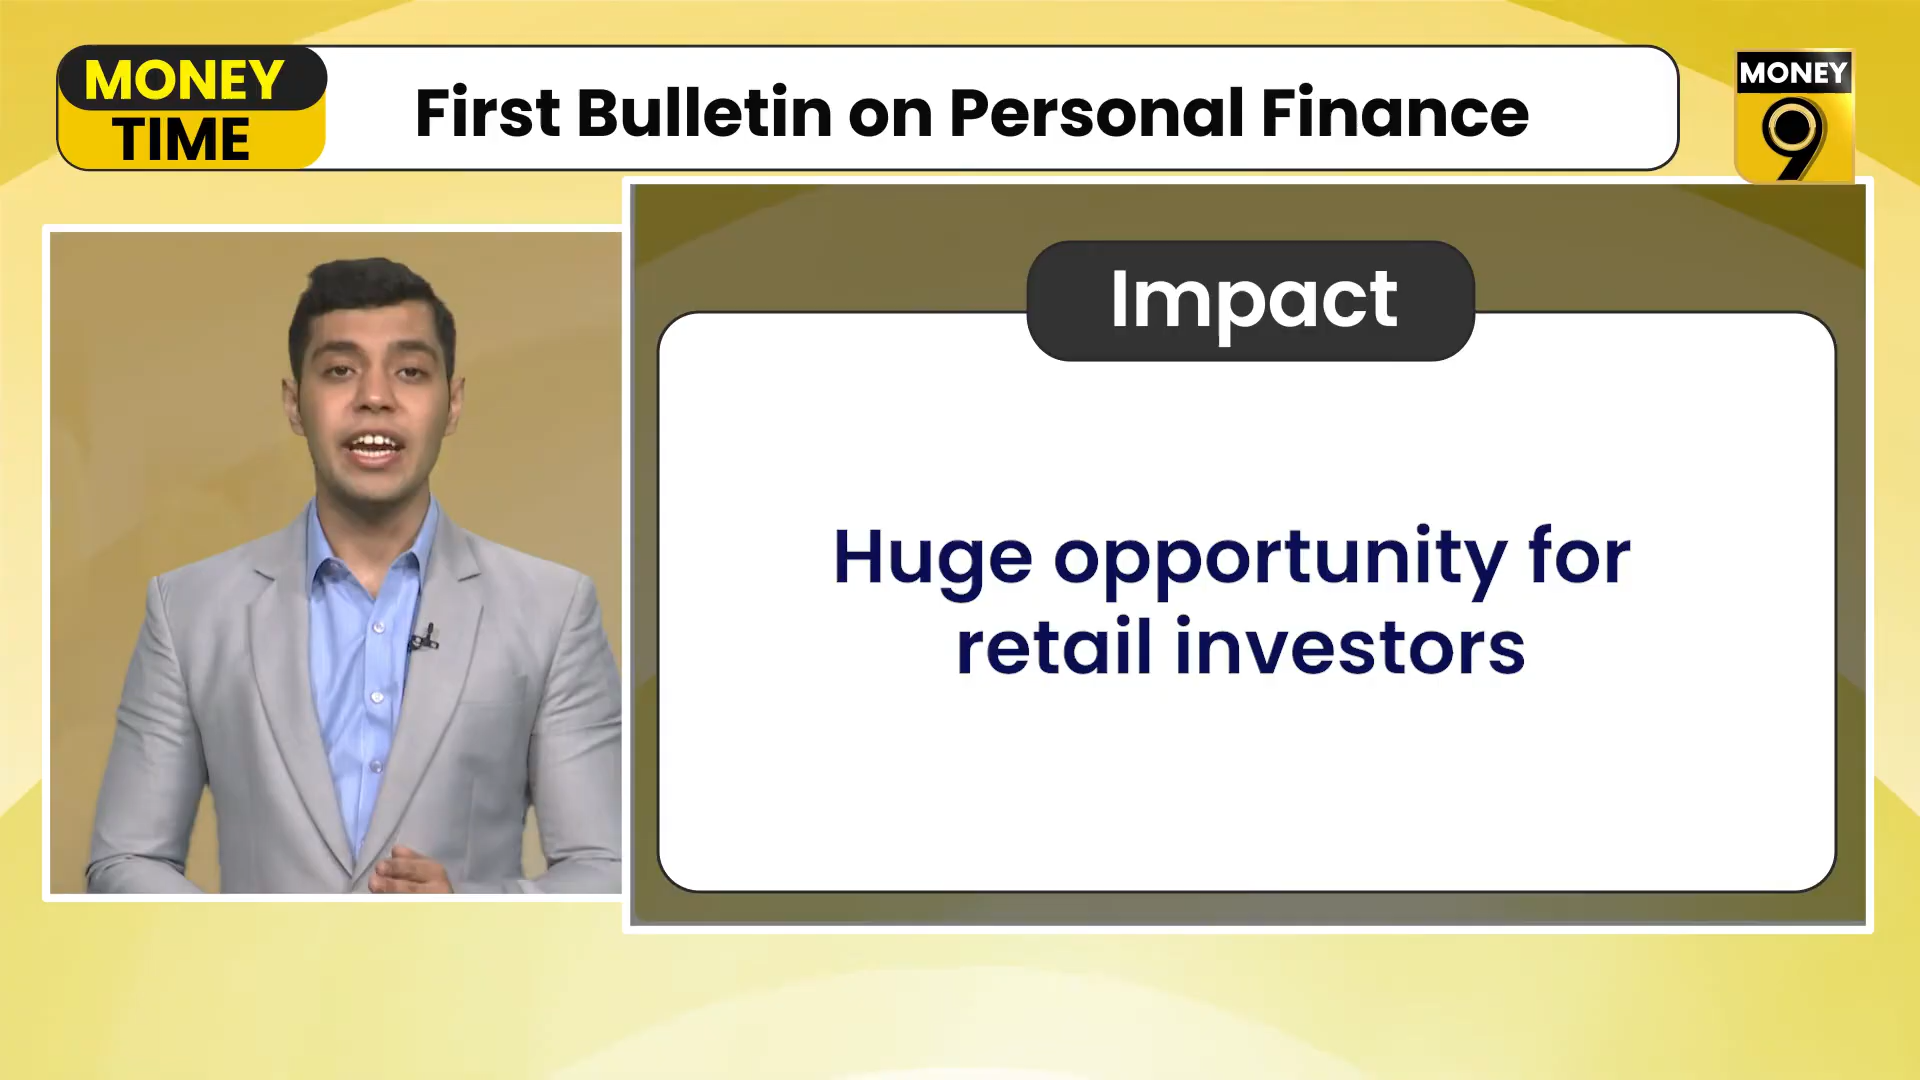 MONEY
TIME
First Bulletin on Personal Finance
MONEY
9
Impact
Huge opportunity for
retail investors